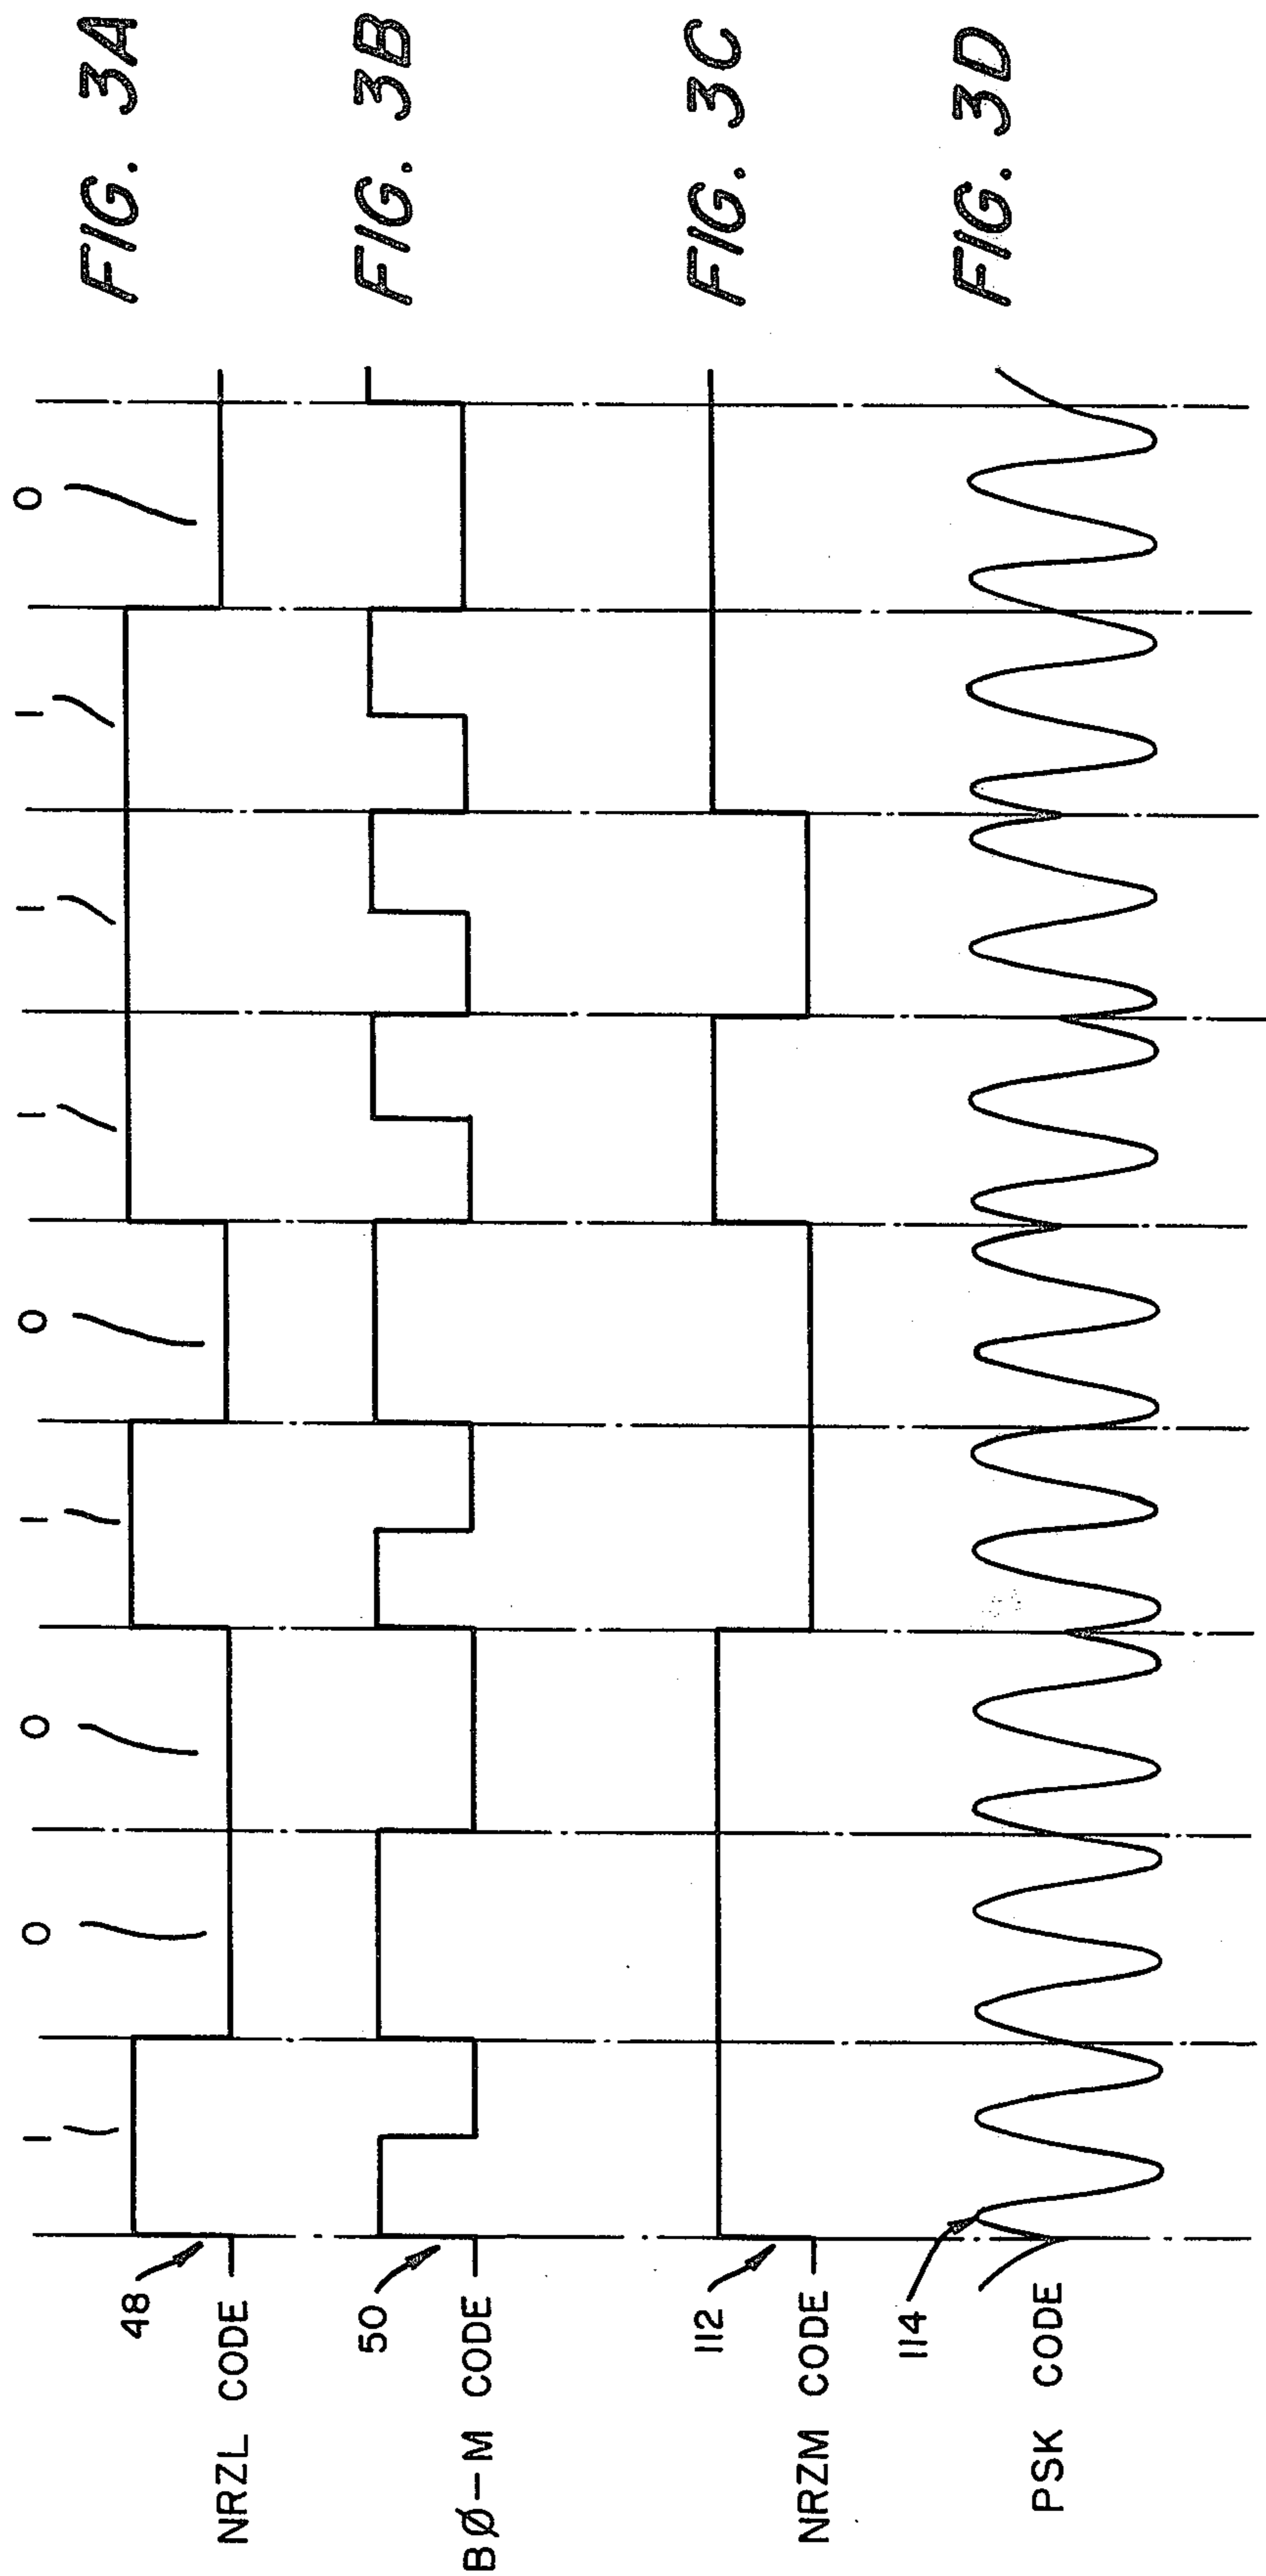 1 0 0 1 0 1 1 1 0
48
NRZL CODE
FIG. 3A
50
BØ-M CODE
FIG. 3B
112
NRZM CODE
FIG. 3C
114
PSK CODE
FIG. 3D